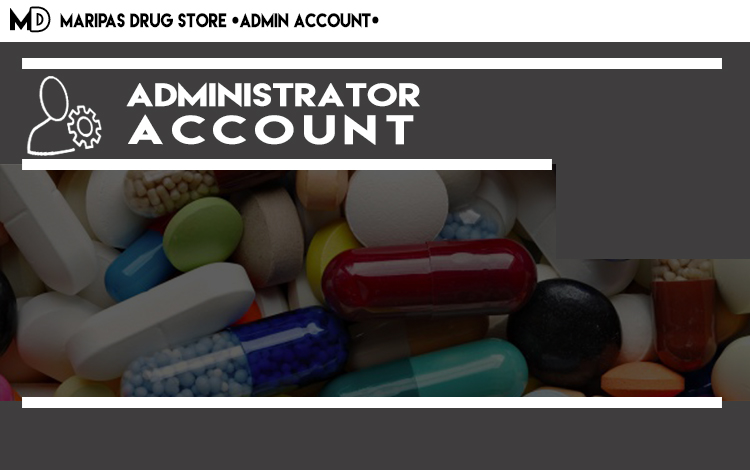 MD MARIPAS DRUG STORE •ADMIN ACCOUNT•
ADMINISTRATOR
ACCOUNT